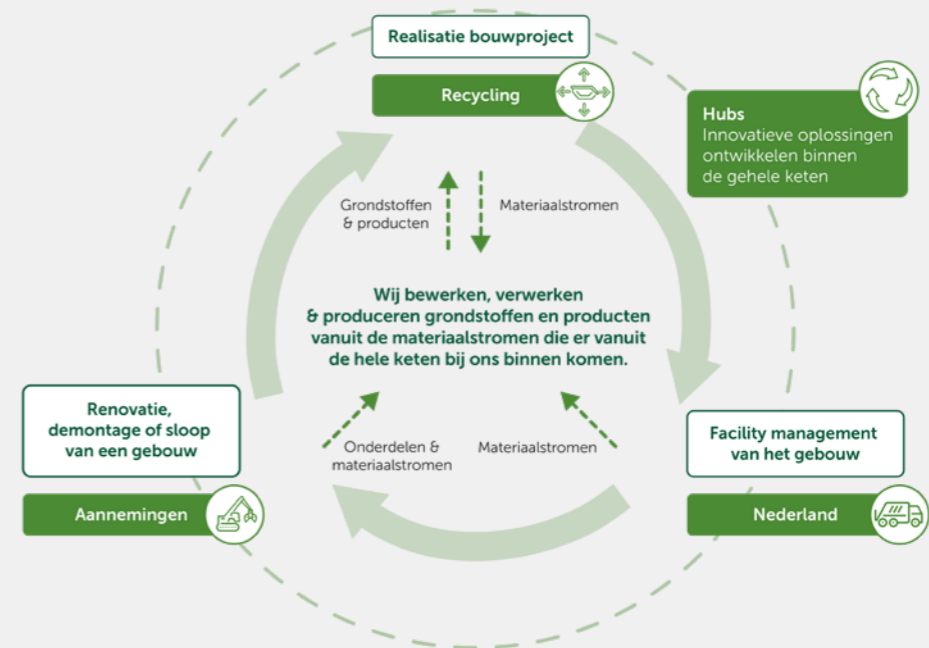 Realisatie bouwproject
Recycling
Hubs
Innovatieve oplossingen
ontwikkelen binnen
de gehele keten
Grondstoffen
& producten
Materiaalstromen
Wij bewerken, verwerken
& produceren grondstoffen en producten
vanuit de materiaalstromen die er vanuit
de hele keten bij ons binnen komen.
Renovatie,
demontage of sloop
van een gebouw
Aannemingen
Onderdelen &
materiaalstromen
Materiaalstromen
Facility management
van het gebouw
Nederland